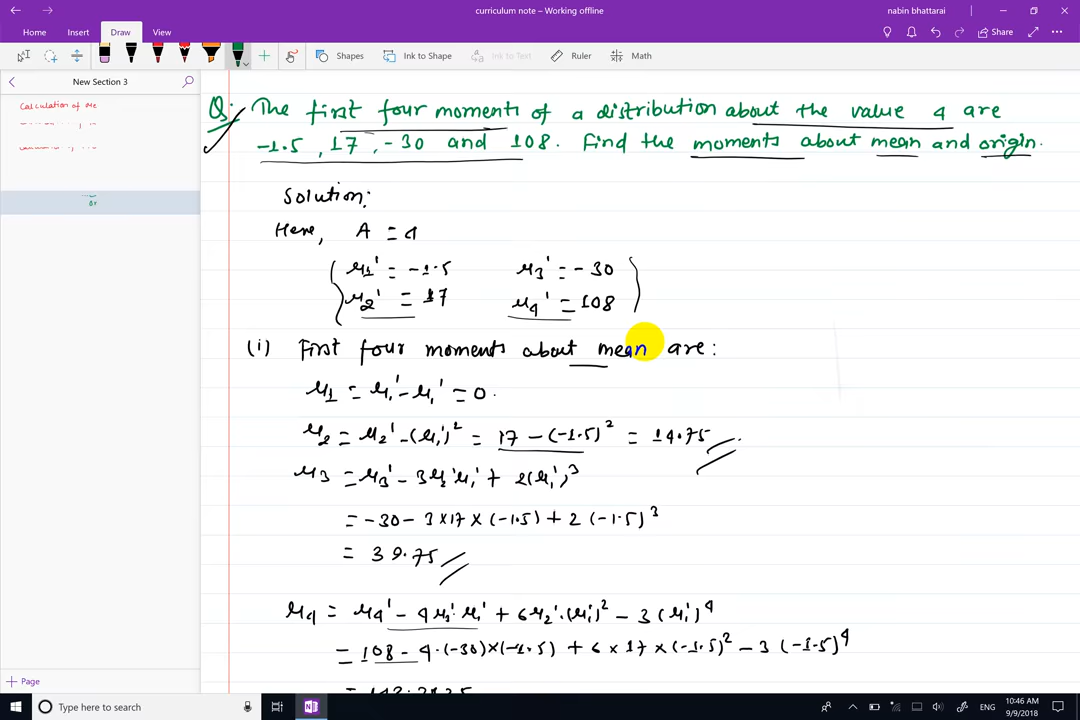 curriculum note – Working offline
nabin bhattarai
Home Insert Draw View
Share
Shapes Ink to Shape Ink to Text Ruler Math
New Section 3
Calculation of Me
Q: The first four moments of a distribution about the value 4 are
-1.5, 17, -30 and 108. Find the moments about mean and origin.
Solution:
Here, A = 4
μ1' = -1.5 μ3' = -30
μ2' = 17 μ4' = 108
(i) First four moments about mean are:
μ1 = μ1' - μ1' = 0.
μ2 = μ2' - (μ1')² = 17 - (-1.5)² = 14.75
μ3 = μ3' - 3μ2'μ1' + 2(μ1')³
= -30 - 3×17×(-1.5) + 2(-1.5)³
= 39.75
μ4 = μ4' - 4μ3'·μ1' + 6μ2'·(μ1')² - 3(μ1')⁴
= 108 - 4·(-30)×(-1.5) + 6×17×(-1.5)² - 3(-1.5)⁴
Page
Type here to search
ENG
10:46 AM
9/9/2018